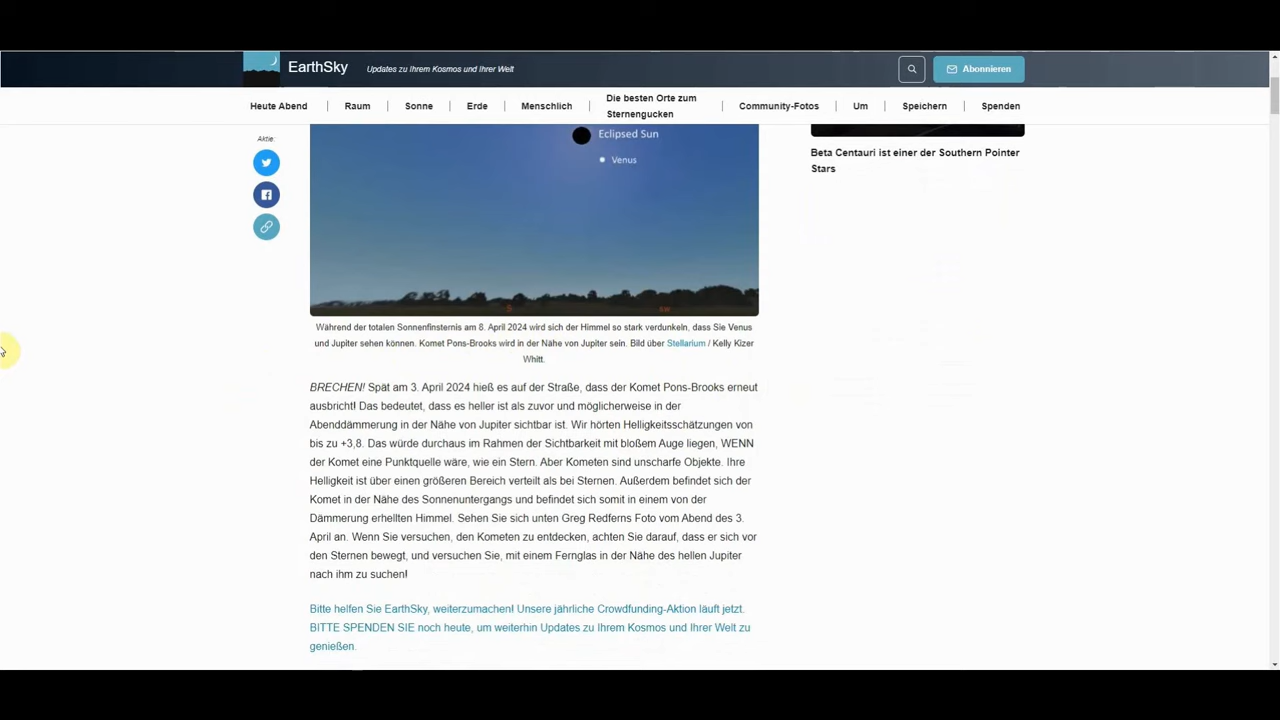 EarthSky
Updates zu Ihrem Kosmos und Ihrer Welt
Abonnieren
Heute Abend
Raum
Sonne
Erde
Menschlich
Die besten Orte zum
Sternengucken
Community-Fotos
Um
Speichern
Spenden
Aktie:
Eclipsed Sun
Venus
S
SW
Während der totalen Sonnenfinsternis am 8. April 2024 wird sich der Himmel so stark verdunkeln, dass Sie Venus
und Jupiter sehen können. Komet Pons-Brooks wird in der Nähe von Jupiter sein. Bild über Stellarium / Kelly Kizer
Whitt.
BRECHEN! Spät am 3. April 2024 hieß es auf der Straße, dass der Komet Pons-Brooks erneut
ausbricht! Das bedeutet, dass es heller ist als zuvor und möglicherweise in der
Abenddämmerung in der Nähe von Jupiter sichtbar ist. Wir hörten Helligkeitsschätzungen von
bis zu +3,8. Das würde durchaus im Rahmen der Sichtbarkeit mit bloßem Auge liegen, WENN
der Komet eine Punktquelle wäre, wie ein Stern. Aber Kometen sind unscharfe Objekte. Ihre
Helligkeit ist über einen größeren Bereich verteilt als bei Sternen. Außerdem befindet sich der
Komet in der Nähe des Sonnenuntergangs und befindet sich somit in einem von der
Dämmerung erhellten Himmel. Sehen Sie sich unten Greg Redferns Foto vom Abend des 3.
April an. Wenn Sie versuchen, den Kometen zu entdecken, achten Sie darauf, dass er sich vor
den Sternen bewegt, und versuchen Sie, mit einem Fernglas in der Nähe des hellen Jupiter
nach ihm zu suchen!
Bitte helfen Sie EarthSky, weiterzumachen! Unsere jährliche Crowdfunding-Aktion läuft jetzt.
BITTE SPENDEN SIE noch heute, um weiterhin Updates zu Ihrem Kosmos und Ihrer Welt zu
genießen.
Beta Centauri ist einer der Southern Pointer
Stars